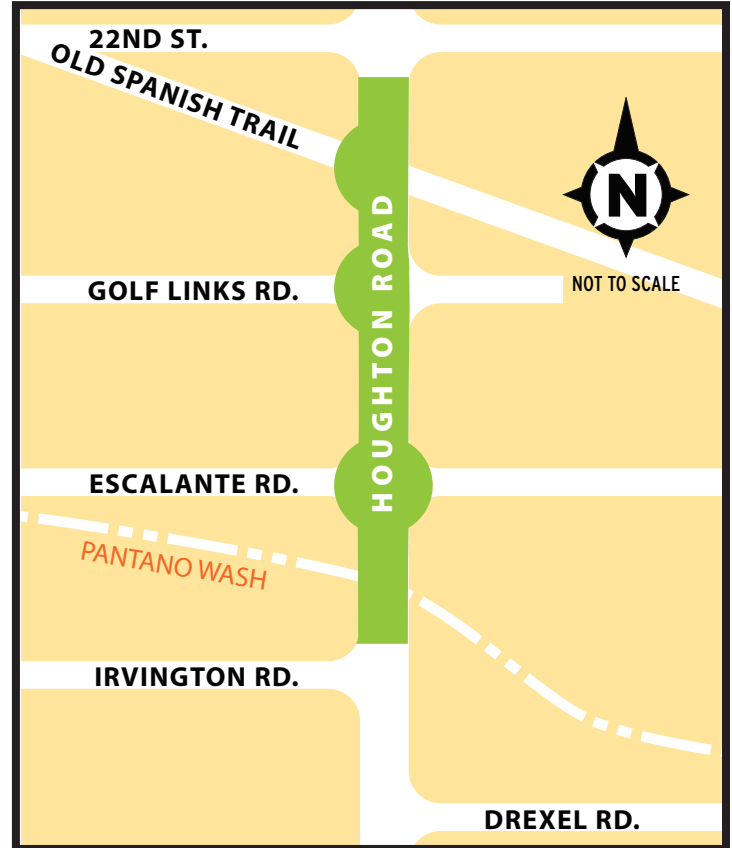 22ND ST.
OLD SPANISH TRAIL
N
NOT TO SCALE
HOUGHTON ROAD
GOLF LINKS RD.
ESCALANTE RD.
PANTANO WASH
IRVINGTON RD.
DREXEL RD.